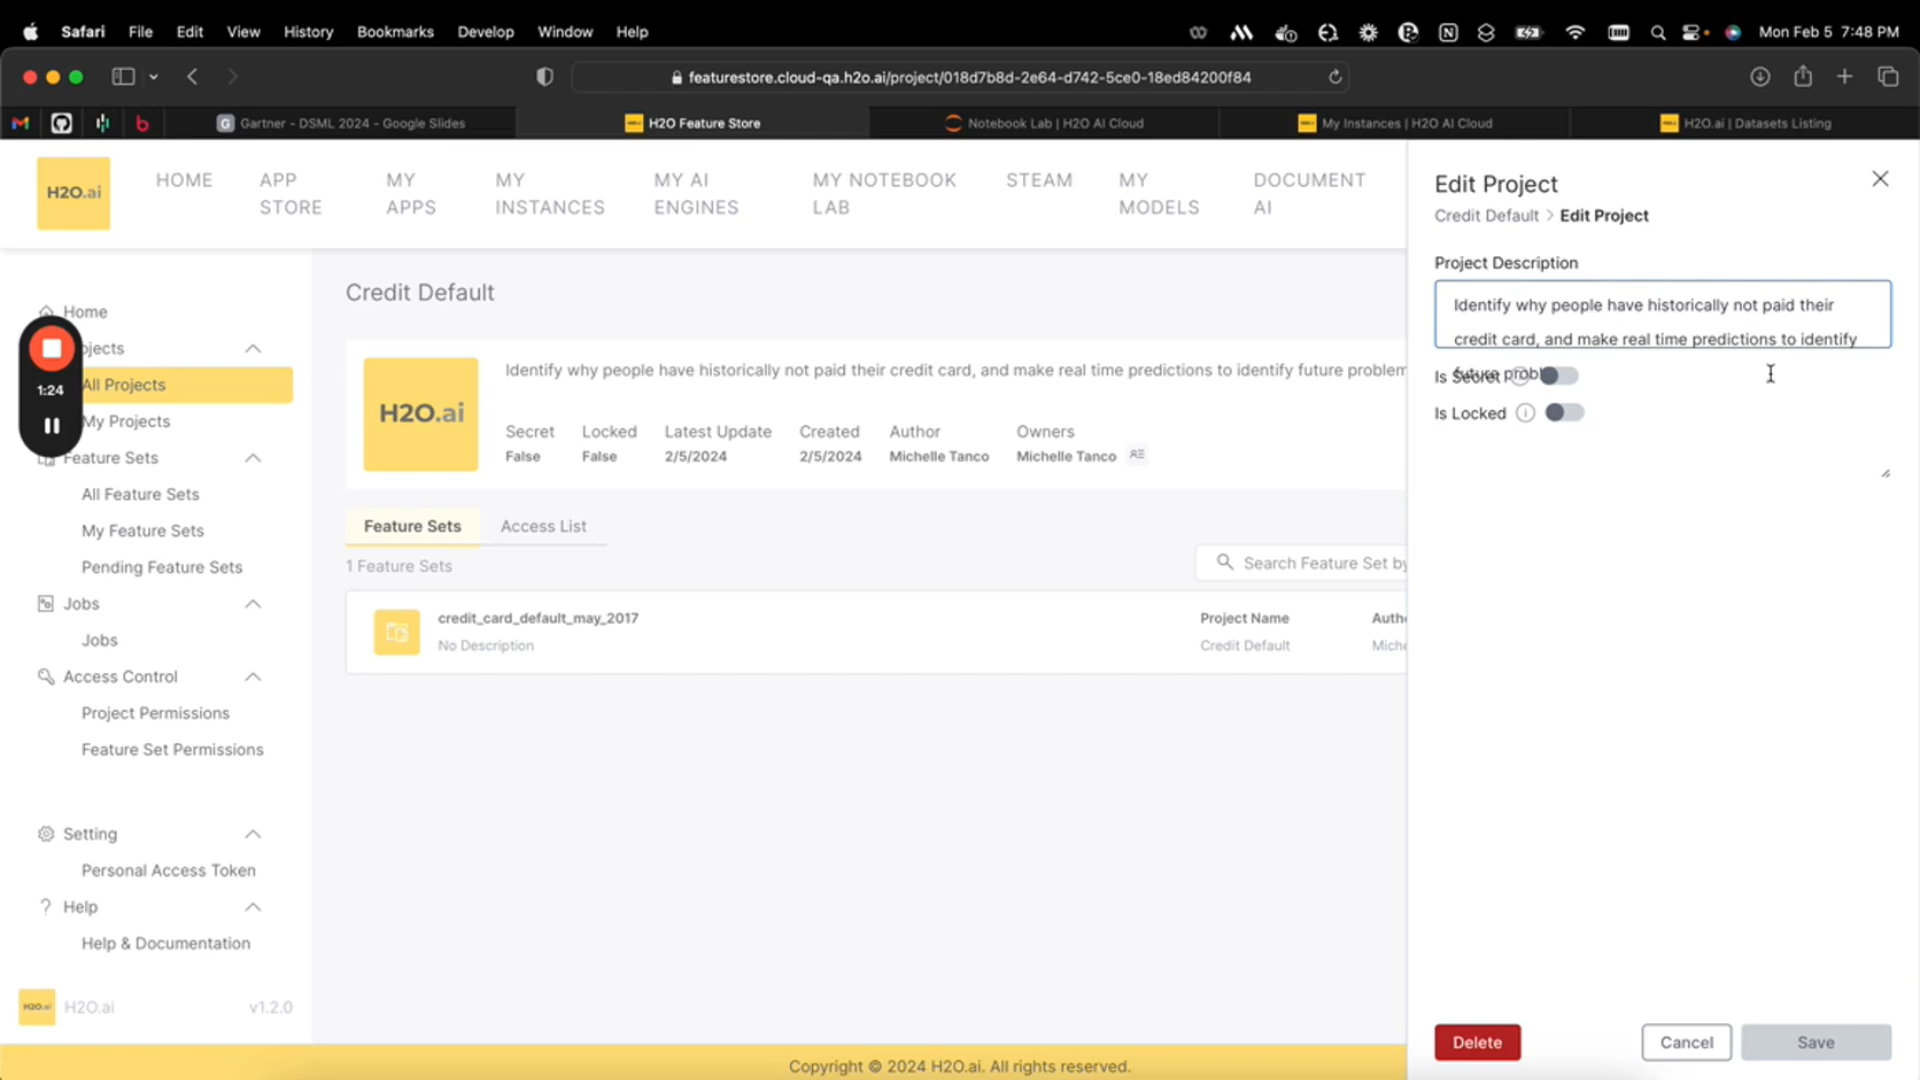 Safari File Edit View History Bookmarks Develop Window Help Mon Feb 5 7:48 PM
featurestore.cloud-qa.h2o.ai/project/018d7b8d-2e64-d742-5ce0-18ed84200f84
Gartner - DSML 2024 - Google Slides H2O Feature Store Notebook Lab | H2O AI Cloud My Instances | H2O AI Cloud H2O.ai | Datasets Listing
H2O.ai
HOME
APP STORE
MY APPS
MY INSTANCES
MY AI ENGINES
MY NOTEBOOK LAB
STEAM
MY MODELS
DOCUMENT AI
Home
ojects
All Projects
My Projects
Feature Sets
All Feature Sets
My Feature Sets
Pending Feature Sets
Jobs
Jobs
Access Control
Project Permissions
Feature Set Permissions
Setting
Personal Access Token
Help
Help & Documentation
H2O.ai v1.2.0
1:24
Credit Default
H2O.ai
Identify why people have historically not paid their credit card, and make real time predictions to identify future problem
Secret Locked Latest Update Created Author Owners
False False 2/5/2024 2/5/2024 Michelle Tanco Michelle Tanco
Feature Sets Access List
1 Feature Sets
Search Feature Set by
credit_card_default_may_2017 Project Name Autho
No Description Credit Default Miche
Edit Project
Credit Default > Edit Project
Project Description
Identify why people have historically not paid their
credit card, and make real time predictions to identify
future probl
Is Secret
Is Locked
Delete Cancel Save
Copyright © 2024 H2O.ai. All rights reserved.